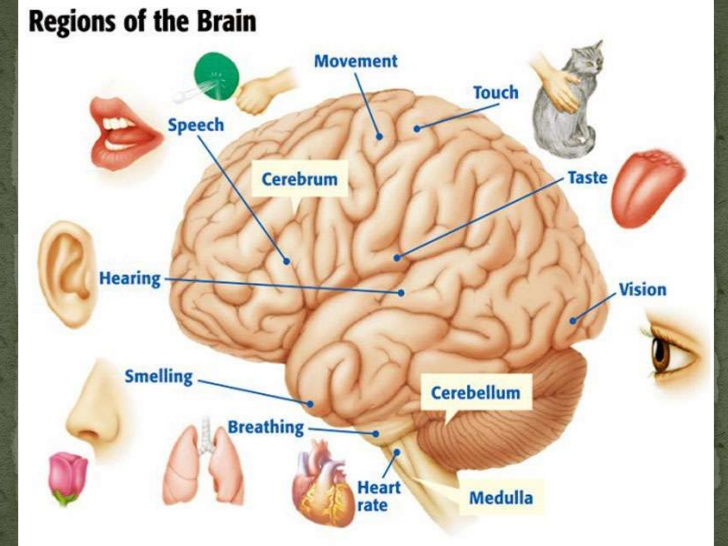 Regions of the Brain
Movement
Touch
Speech
Cerebrum
Taste
Hearing
Vision
Smelling
Cerebellum
Breathing
Heart
rate
Medulla